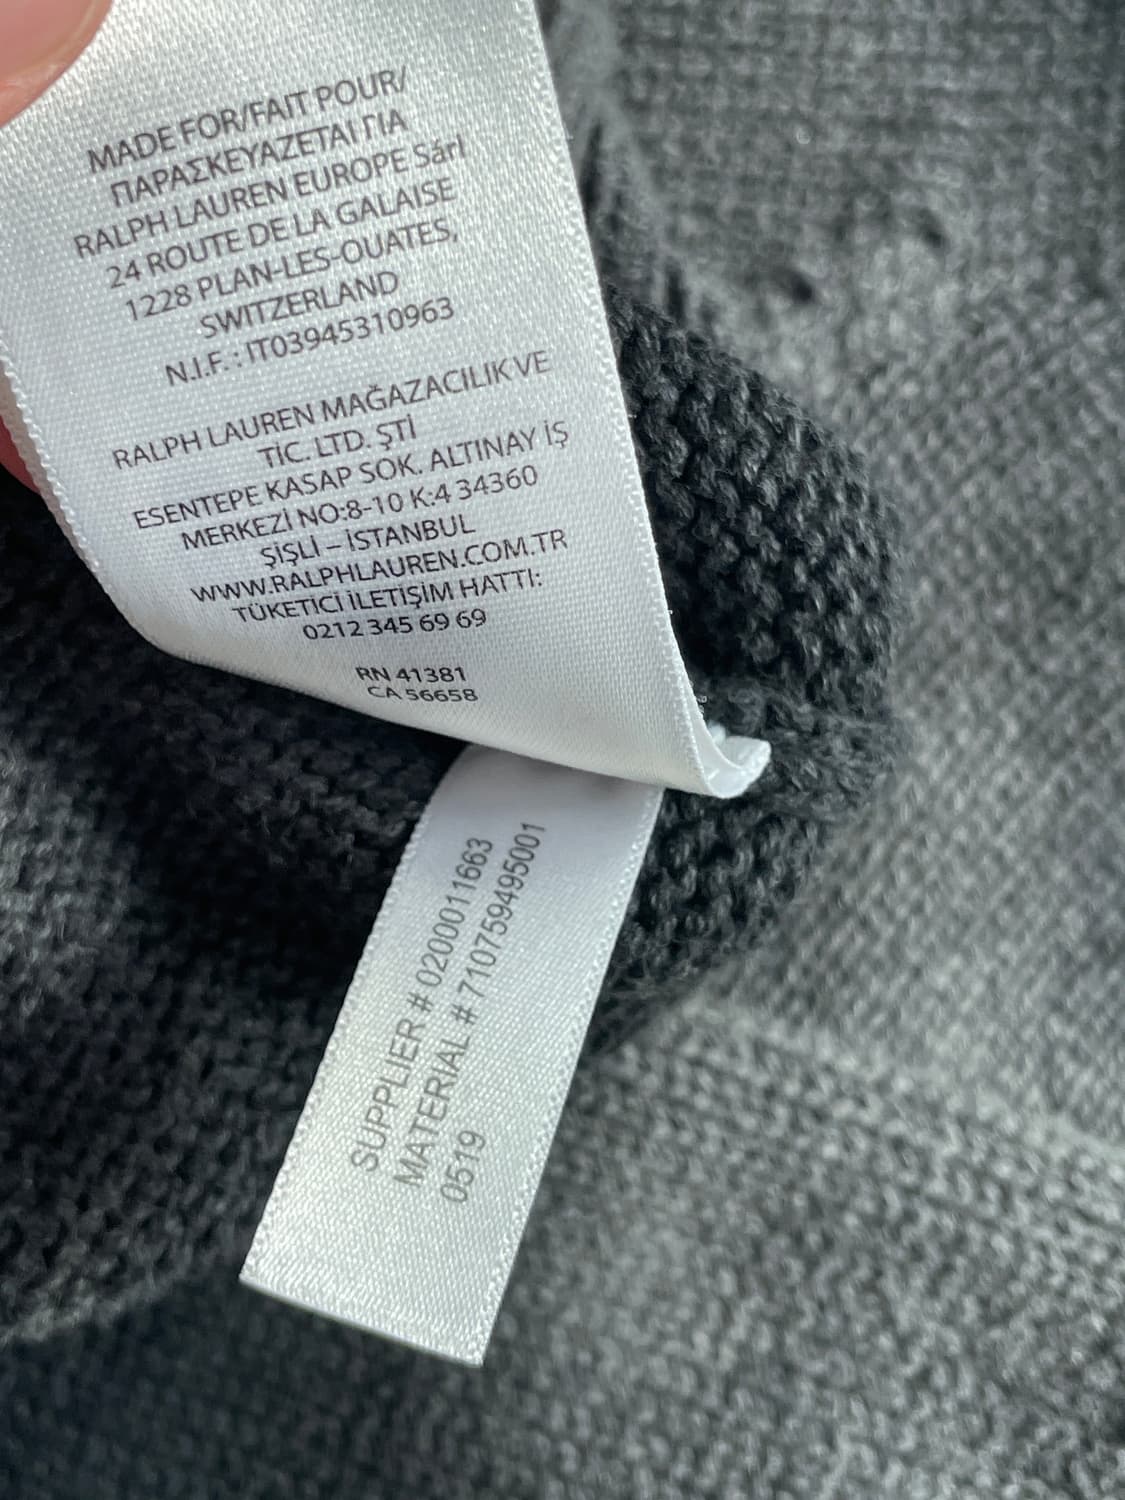 MADE FOR/FAIT POUR/
ΠΑΡΑΣΚΕΥΑΖΕΤΑΙ ΓΙΑ
RALPH LAUREN EUROPE Sárl
24 ROUTE DE LA GALAISE
1228 PLAN-LES-OUATES,
SWITZERLAND
N.I.F. : IT03945310963
RALPH LAUREN MAĞAZACILIK VE
TİC. LTD. ŞTİ
ESENTEPE KASAP SOK. ALTINAY İŞ
MERKEZİ NO:8-10 K:4 34360
ŞİŞLİ – İSTANBUL
WWW.RALPHLAUREN.COM.TR
TÜKETİCİ İLETİŞİM HATTI:
0212 345 69 69
RN 41381
CA 56658
SUPPLIER # 0200011663
MATERIAL # 710759495001
0519